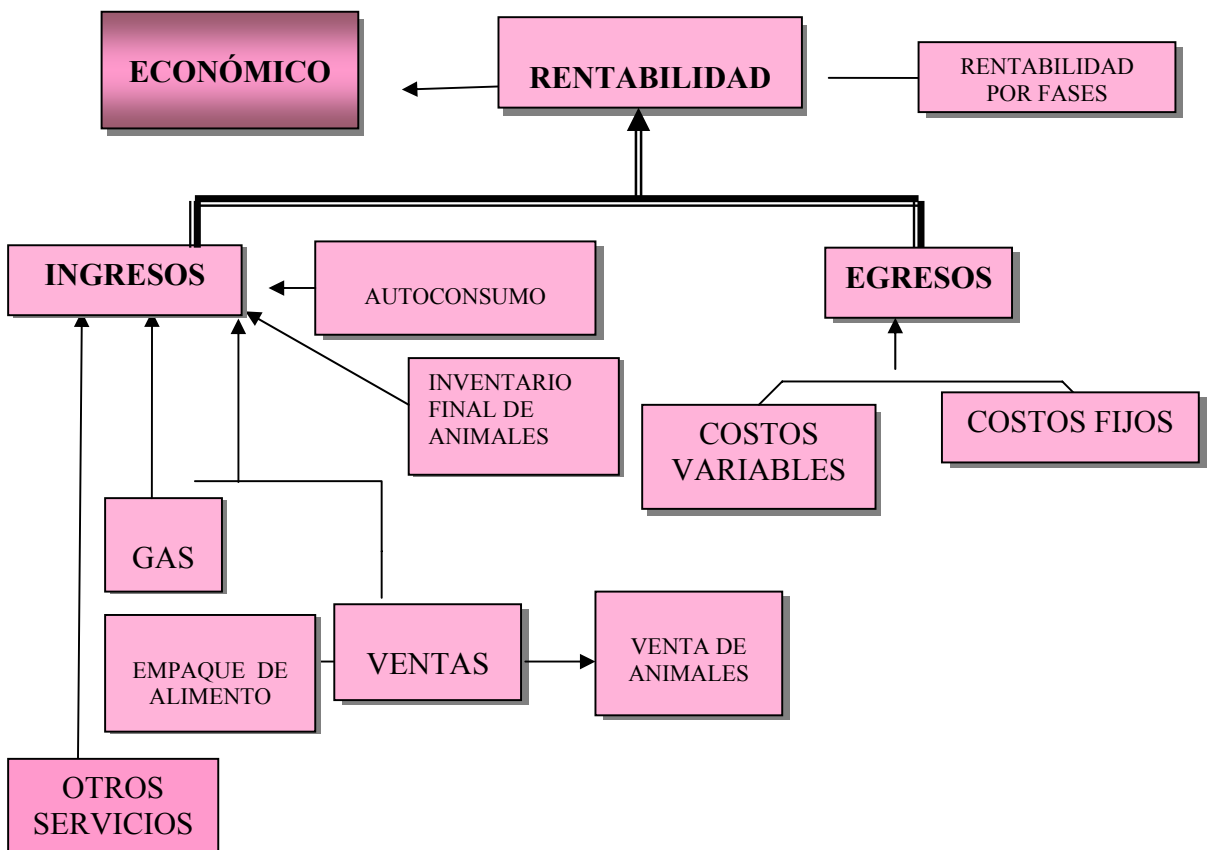 ECONÓMICO
RENTABILIDAD
RENTABILIDAD
POR FASES
INGRESOS
AUTOCONSUMO
EGRESOS
INVENTARIO
FINAL DE
ANIMALES
COSTOS
VARIABLES
COSTOS FIJOS
GAS
EMPAQUE DE
ALIMENTO
VENTAS
VENTA DE
ANIMALES
OTROS
SERVICIOS